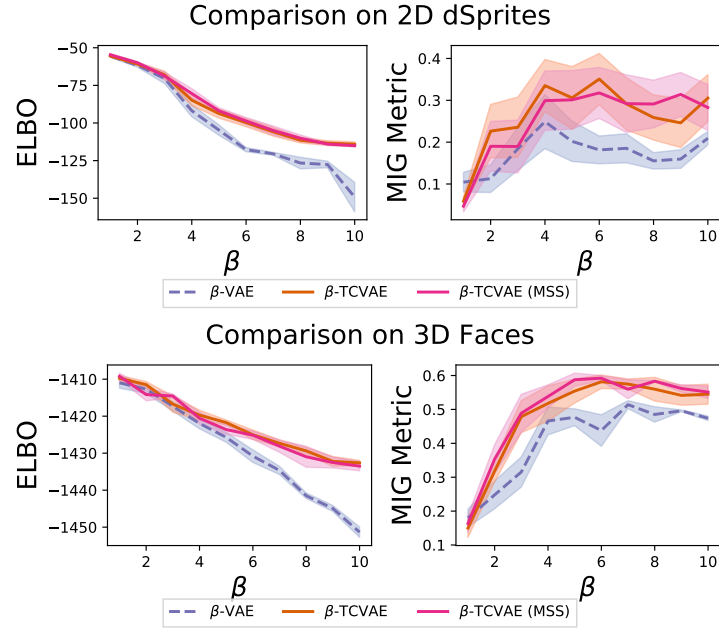 Comparison on 2D dSprites
−50
−75
−100
−125
−150
ELBO
2 4 6 8 10
β
0.4
0.3
0.2
0.1
MIG Metric
2 4 6 8 10
β
β-VAE β-TCVAE β-TCVAE (MSS)
Comparison on 3D Faces
−1410
−1420
−1430
−1440
−1450
ELBO
2 4 6 8 10
β
0.6
0.5
0.4
0.3
0.2
0.1
MIG Metric
2 4 6 8 10
β
β-VAE β-TCVAE β-TCVAE (MSS)